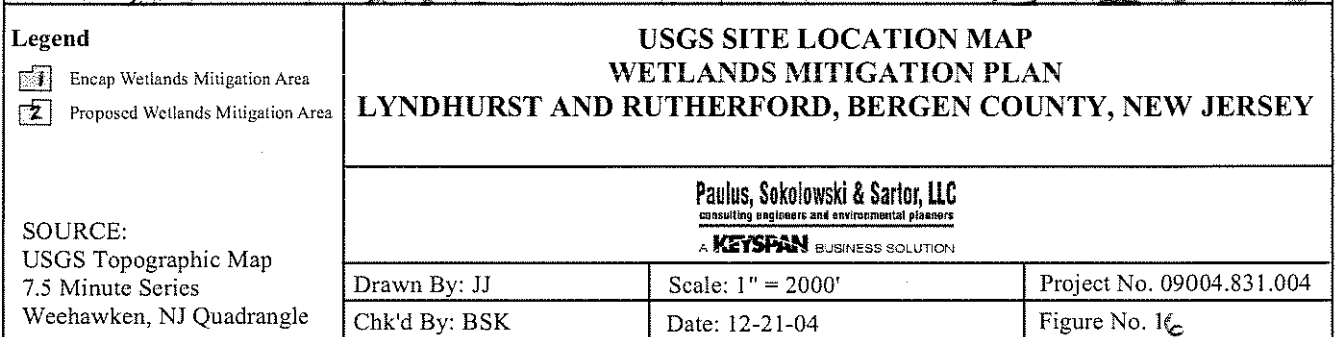 Legend
1 Encap Wetlands Mitigation Area
2 Proposed Wetlands Mitigation Area
SOURCE:
USGS Topographic Map
7.5 Minute Series
Weehawken, NJ Quadrangle
USGS SITE LOCATION MAP
WETLANDS MITIGATION PLAN
LYNDHURST AND RUTHERFORD, BERGEN COUNTY, NEW JERSEY
Paulus, Sokolowski & Sartor, LLC
consulting engineers and environmental planners
A KEYSPAN BUSINESS SOLUTION
Drawn By: JJ
Scale: 1" = 2000'
Project No. 09004.831.004
Chk'd By: BSK
Date: 12-21-04
Figure No. 1c